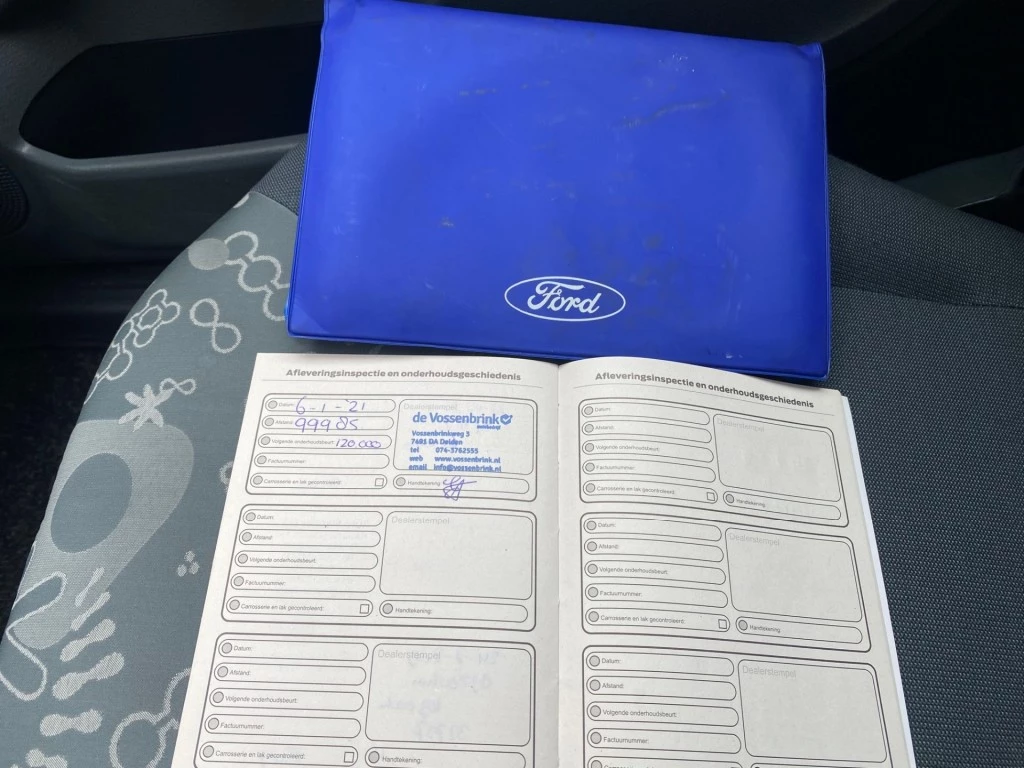 Ford
Afleveringsinspectie en onderhoudsgeschiedenis
Datum: 6-1-'21
Afstand: 99985
Volgende onderhoudsbeurt: 120 000
Factuurnummer:
Carrosserie en lak gecontroleerd:
Dealerstempel
de Vossenbrink
Vossenbrinkweg 3
7491 DA Delden
tel 074-3762555
web www.vossenbrink.nl
email info@vossenbrink.nl
Handtekening:
Datum:
Afstand:
Volgende onderhoudsbeurt:
Factuurnummer:
Carrosserie en lak gecontroleerd:
Dealerstempel
Handtekening:
Datum:
Afstand:
Volgende onderhoudsbeurt:
Factuurnummer:
Carrosserie en lak gecontroleerd:
Dealerstempel
Handtekening:
Afleveringsinspectie en onderhoudsgeschiedenis
Datum:
Afstand:
Volgende onderhoudsbeurt:
Factuurnummer:
Carrosserie en lak gecontroleerd:
Dealerstempel
Handtekening:
Datum:
Afstand:
Volgende onderhoudsbeurt:
Factuurnummer:
Carrosserie en lak gecontroleerd:
Dealerstempel
Handtekening:
Datum:
Afstand:
Volgende onderhoudsbeurt:
Factuurnummer:
Dealerstempel